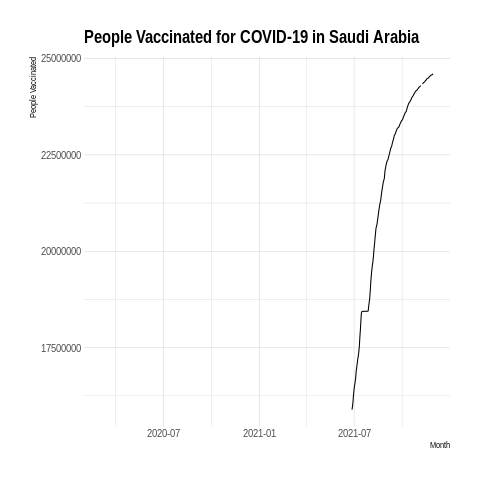 People Vaccinated for COVID-19 in Saudi Arabia
People Vaccinated
25000000
22500000
20000000
17500000
2020-07
2021-01
2021-07
Month